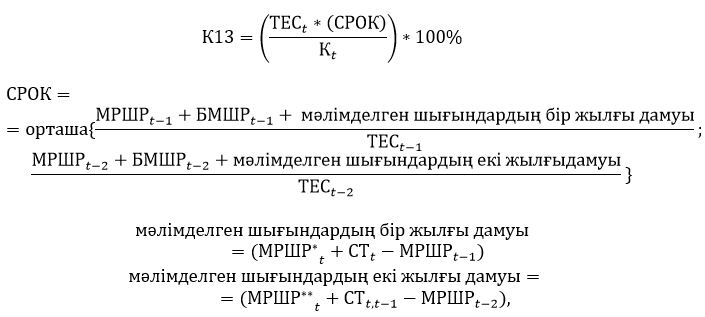 К13 = (ТЕС_t ∗ (СРОК) / К_t) ∗ 100%
СРОК =
= орташа{МРШР_{t−1} + БМШР_{t−1} + мәлімделген шығындардың бір жылғы дамуы / ТЕС_{t−1} ;
МРШР_{t−2} + БМШР_{t−2} + мәлімделген шығындардың екі жылғыдамуы / ТЕС_{t−2} }
мәлімделген шығындардың бір жылғы дамуы
= (МРШР*_t + СТ_t − МРШР_{t−1})
мәлімделген шығындардың екі жылғы дамуы =
= (МРШР**_t + СТ_{t,t−1} − МРШР_{t−2}),